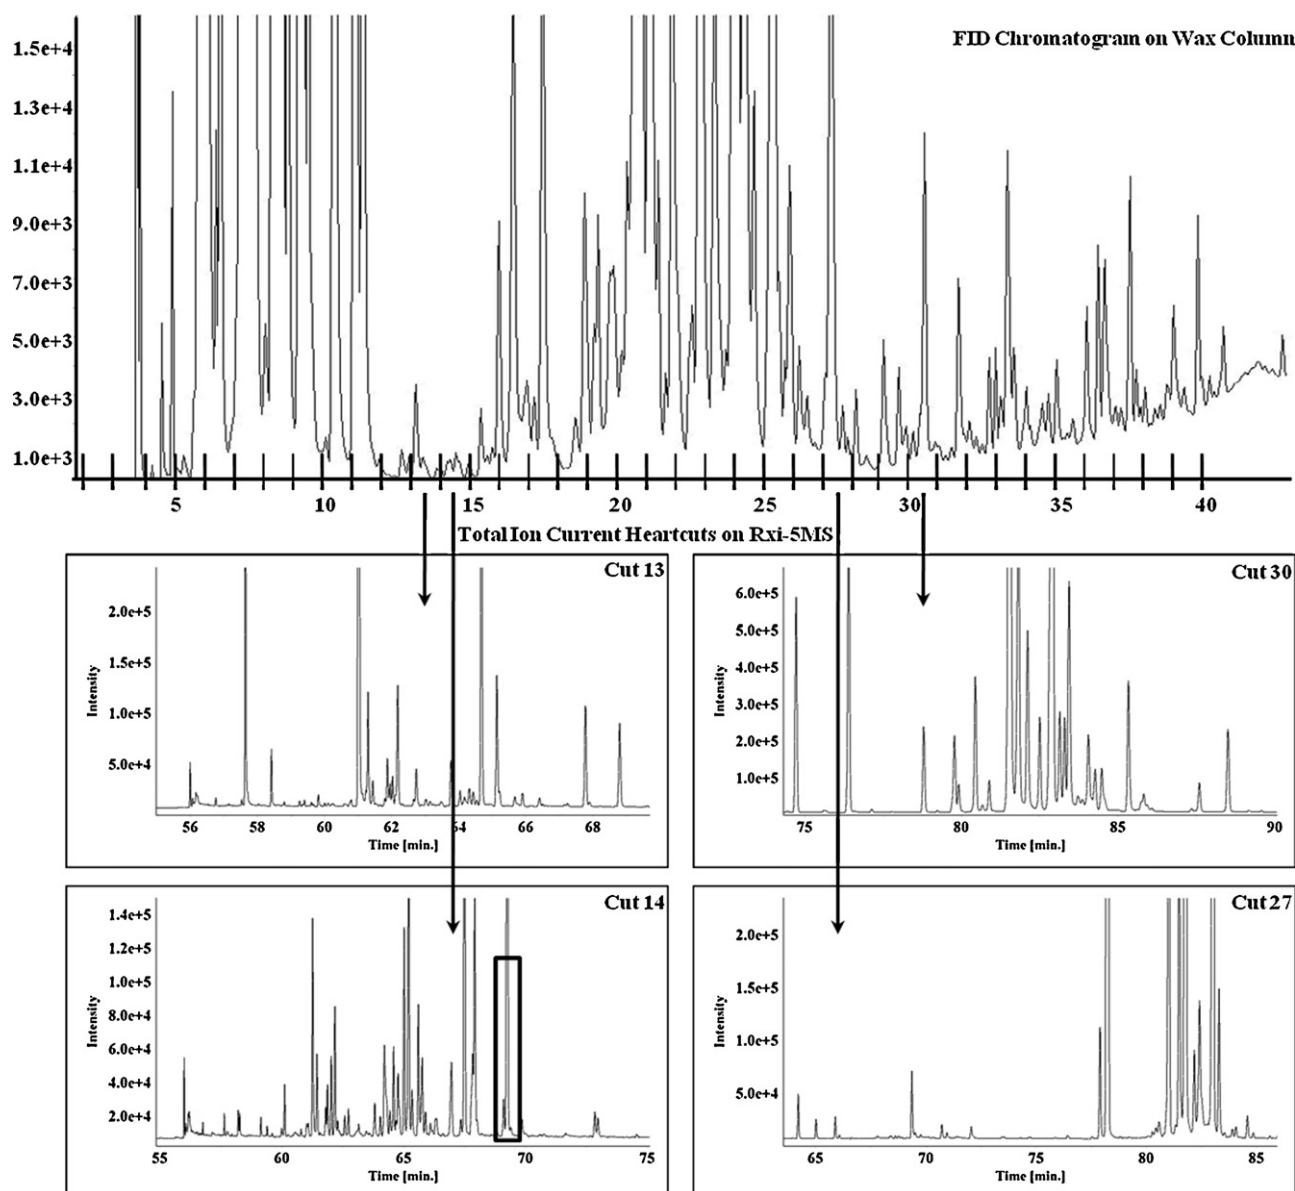 FID Chromatogram on Wax Column
1.5e+4
1.3e+4
1.1e+4
9.0e+3
7.0e+3
5.0e+3
3.0e+3
1.0e+3
5 10 15 20 25 30 35 40
Total Ion Current Heartcuts on Rxi-5MS
Cut 13
Intensity
2.0e+5
1.5e+5
1.0e+5
5.0e+4
56 58 60 62 64 66 68
Time [min.]
Cut 30
Intensity
6.0e+5
5.0e+5
4.0e+5
3.0e+5
2.0e+5
1.0e+5
75 80 85 90
Time [min.]
Cut 14
Intensity
1.4e+5
1.2e+5
1.0e+5
8.0e+4
6.0e+4
4.0e+4
2.0e+4
55 60 65 70 75
Time [min.]
Cut 27
Intensity
2.0e+5
1.5e+5
1.0e+5
5.0e+4
65 70 75 80 85
Time [min.]